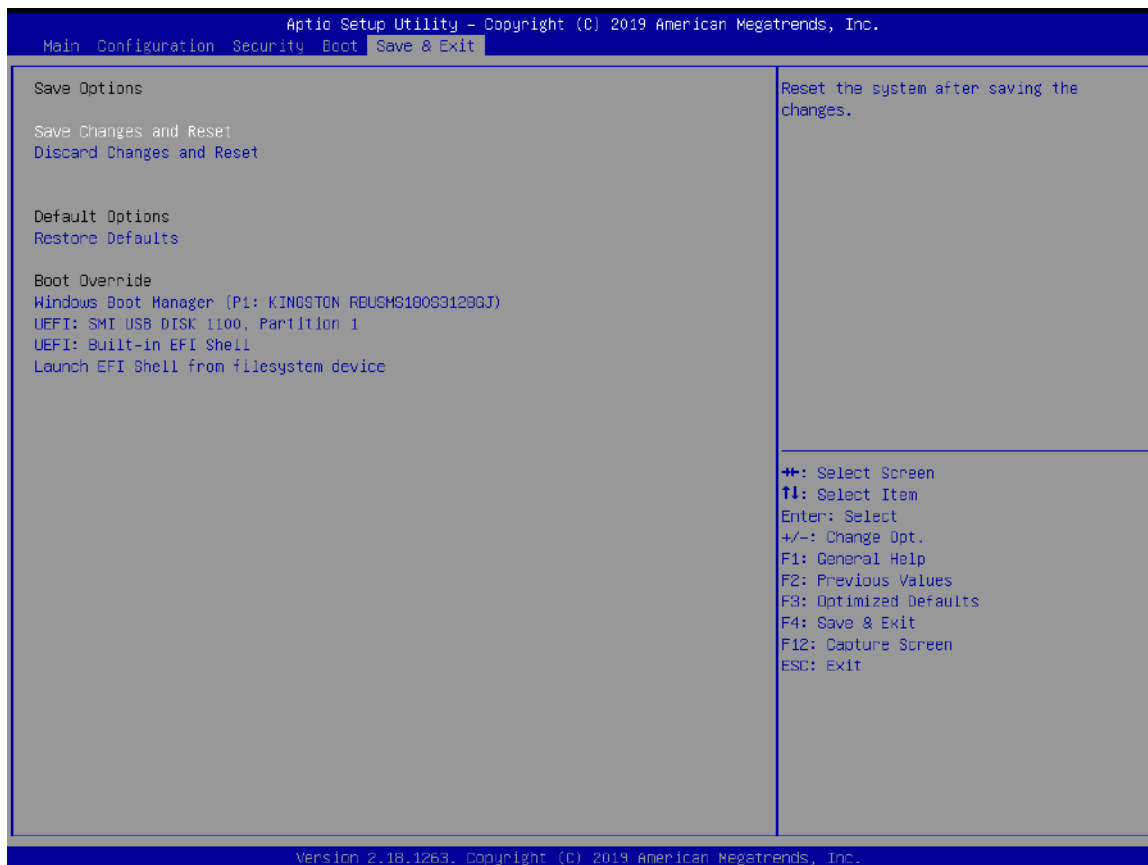 Aptio Setup Utility – Copyright (C) 2019 American Megatrends, Inc.
Main Configuration Security Boot Save & Exit
Save Options
Save Changes and Reset
Discard Changes and Reset
Default Options
Restore Defaults
Boot Override
Windows Boot Manager (P1: KINGSTON RBUSMS180S3128GJ)
UEFI: SMI USB DISK 1100, Partition 1
UEFI: Built-in EFI Shell
Launch EFI Shell from filesystem device
Reset the system after saving the
changes.
→←: Select Screen
↑↓: Select Item
Enter: Select
+/-: Change Opt.
F1: General Help
F2: Previous Values
F3: Optimized Defaults
F4: Save & Exit
F12: Capture Screen
ESC: Exit
Version 2.18.1263. Copyright (C) 2019 American Megatrends, Inc.